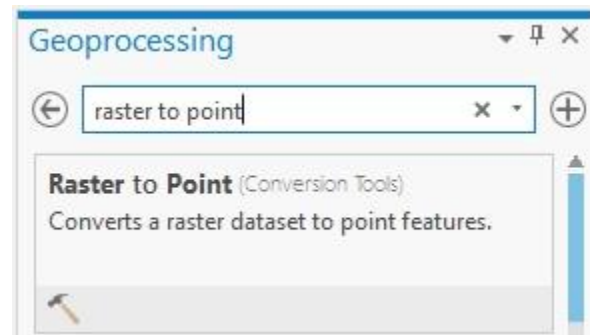 Geoprocessing
raster to point
Raster to Point (Conversion Tools)
Converts a raster dataset to point features.